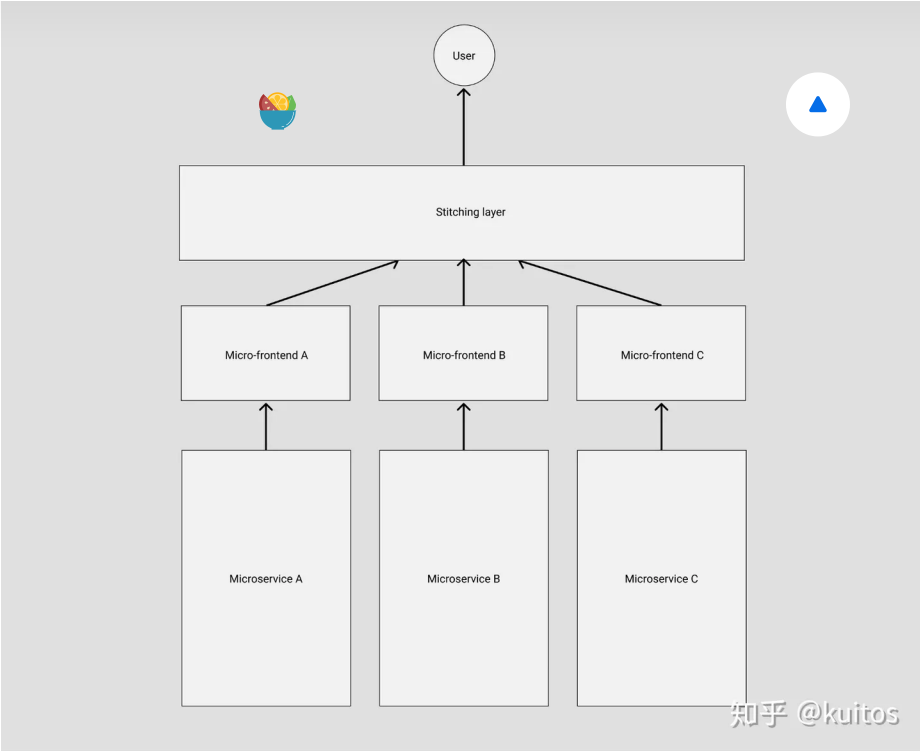 User
Stitching layer
Micro-frontend A
Micro-frontend B
Micro-frontend C
Microservice A
Microservice B
Microservice C
知乎 @kuitos